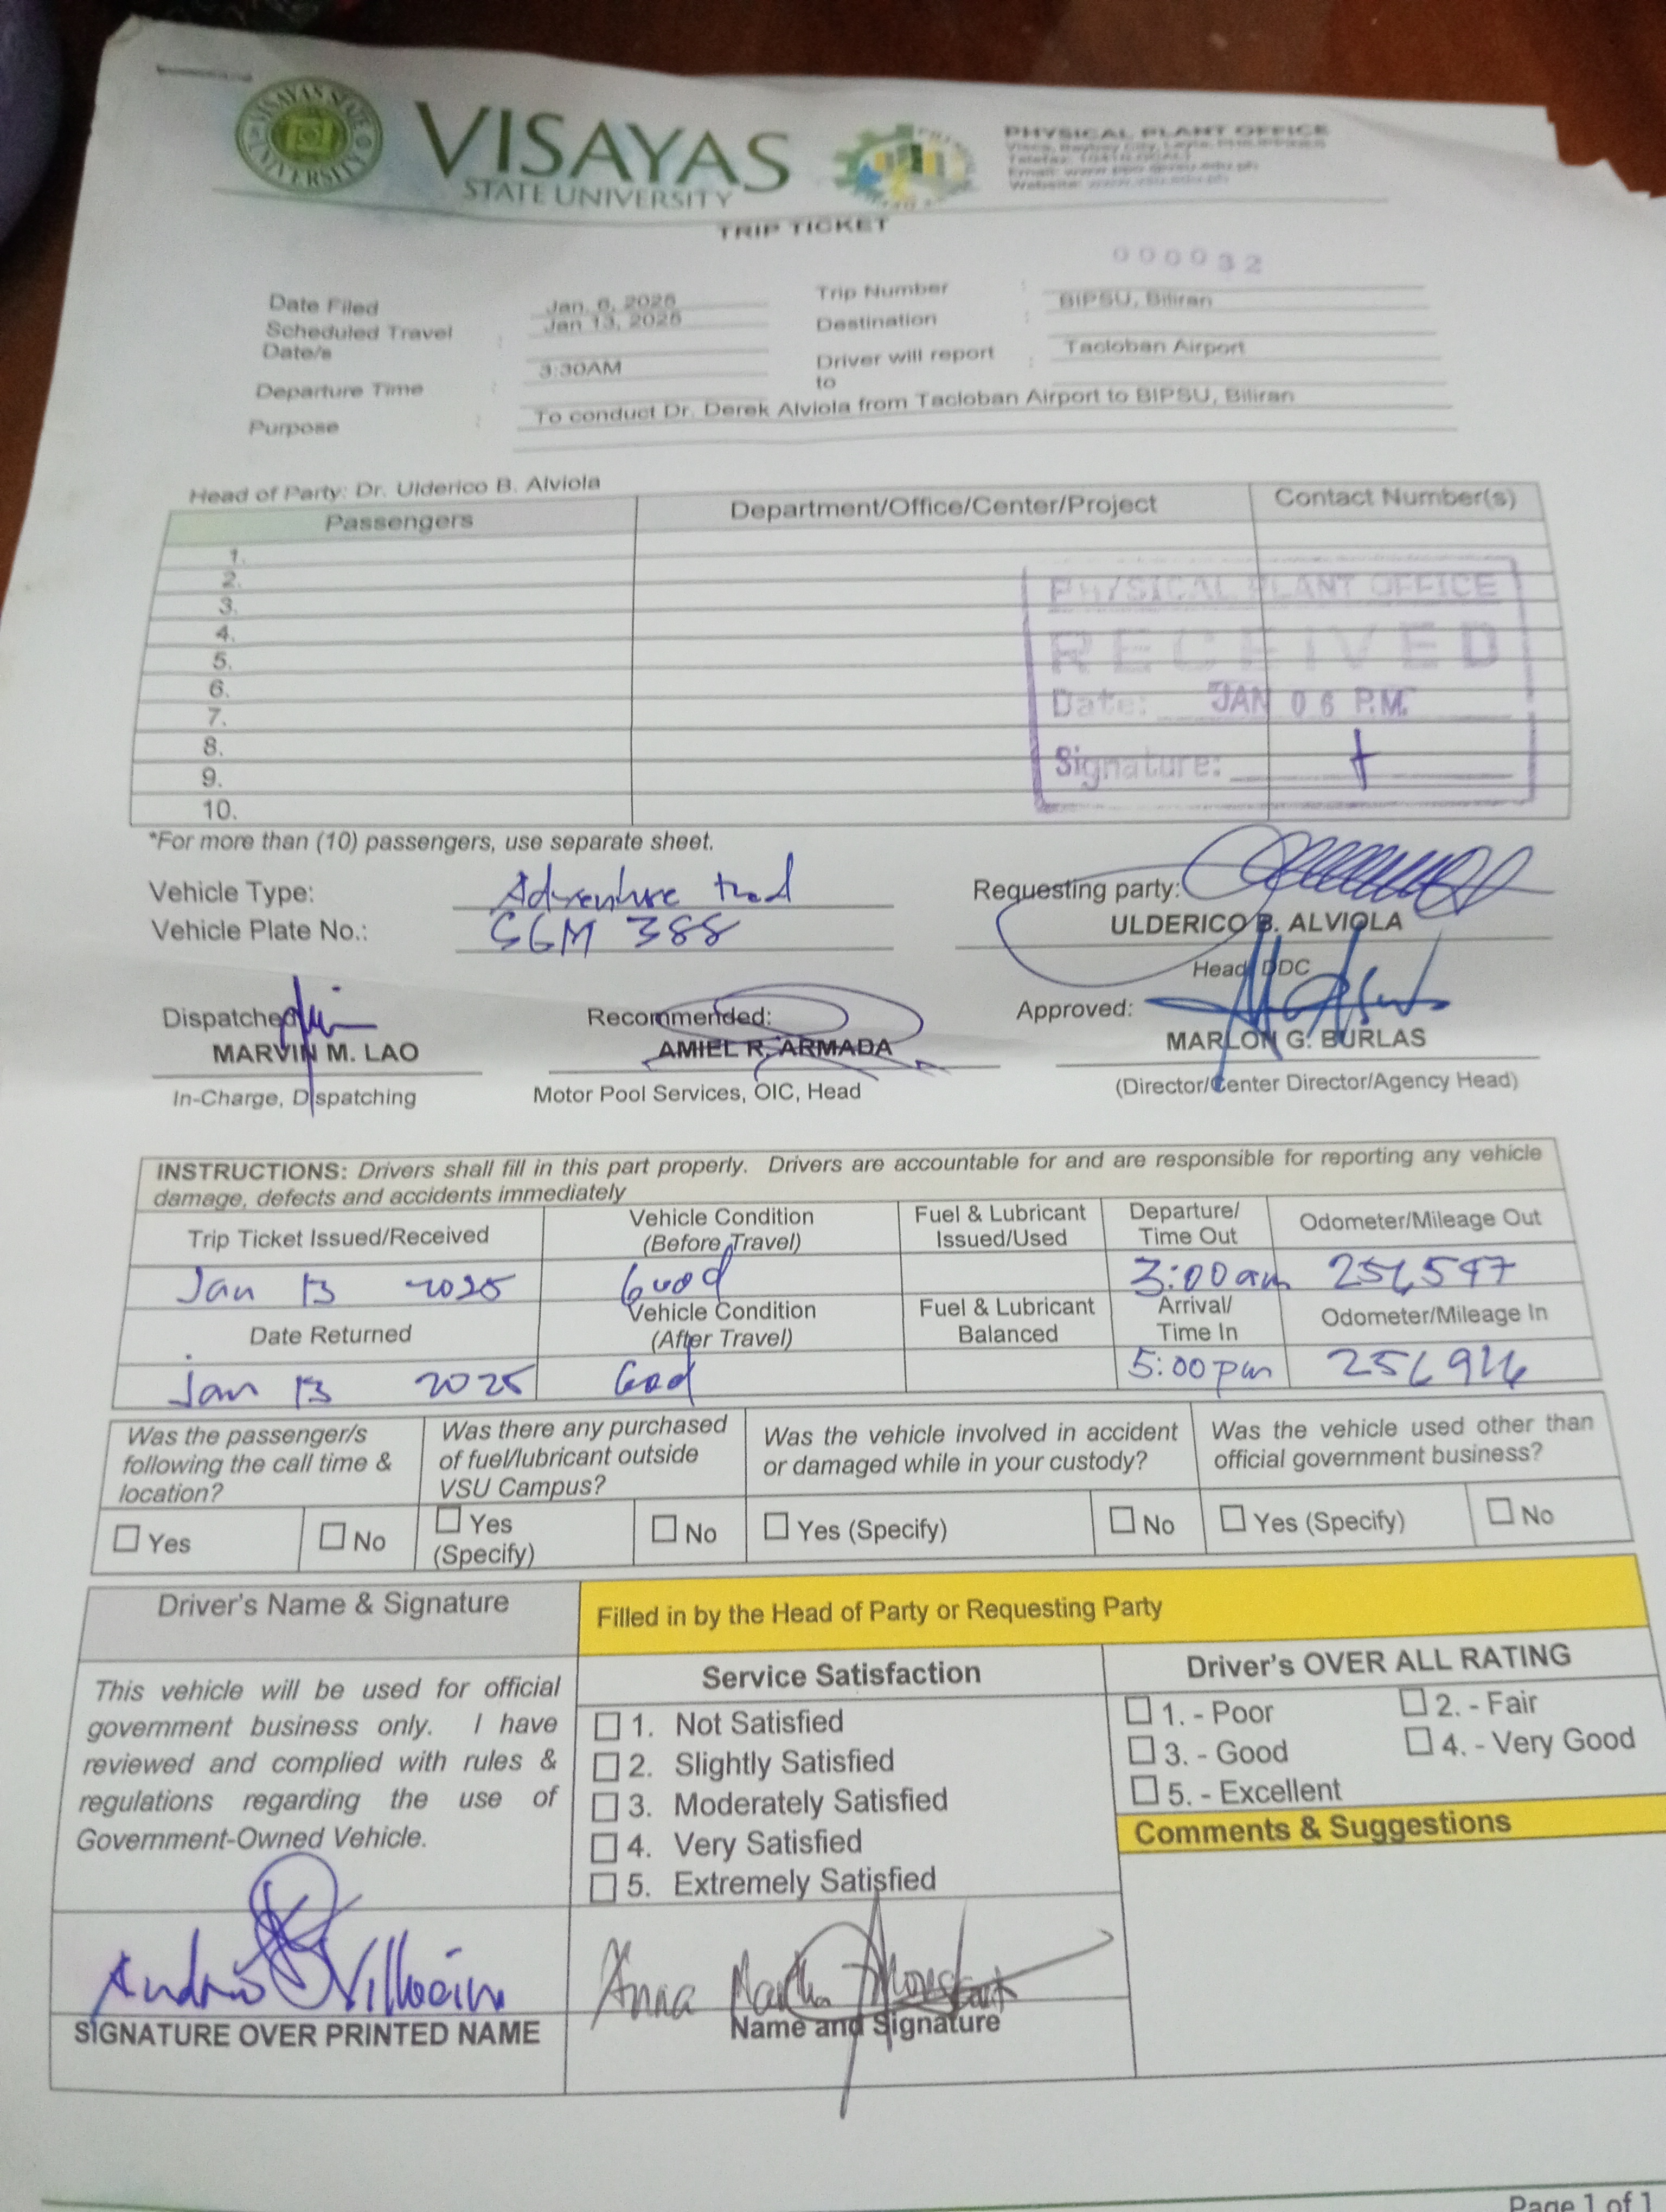 VISAYAS STATE UNIVERSITY
VISAYAS
STATE UNIVERSITY
PHYSICAL PLANT OFFICE
Visca, Baybay City, Leyte, PHILIPPINES
TRIP TICKET
000032
Date Filed Jan. 6, 2025 Trip Number
Scheduled Travel Date/s : Jan 13, 2025 Destination : BIPSU, Biliran
Departure Time : 3:30AM Driver will report to : Tacloban Airport
Purpose : To conduct Dr. Derek Alviola from Tacloban Airport to BIPSU, Biliran
Head of Party: Dr. Ulderico B. Alviola
Passengers Department/Office/Center/Project Contact Number(s)
1.
2.
3.
4.
5.
6.
7.
8.
9.
10.
PHYSICAL PLANT OFFICE
RECEIVED
Date: JAN 06 P.M.
Signature:
*For more than (10) passengers, use separate sheet.
Vehicle Type: Adventure Requesting party:
Vehicle Plate No.: SGM 388 ULDERICO B. ALVIOLA
Head DDC
Dispatched Recommended: Approved:
MARVIN M. LAO AMIEL R. ARMADA MARLON G. BURLAS
In-Charge, Dispatching Motor Pool Services, OIC, Head (Director/Center Director/Agency Head)
INSTRUCTIONS: Drivers shall fill in this part properly. Drivers are accountable for and are responsible for reporting any vehicle
damage, defects and accidents immediately
Trip Ticket Issued/Received Vehicle Condition (Before Travel) Fuel & Lubricant Issued/Used Departure/ Time Out Odometer/Mileage Out
Jan 13 2025 Good 3:00am
Date Returned Vehicle Condition (After Travel) Fuel & Lubricant Balanced Arrival/ Time In Odometer/Mileage In
Jan 13 2025 Good 5:00pm
Was the passenger/s following the call time & location?
Was there any purchased of fuel/lubricant outside VSU Campus?
Was the vehicle involved in accident or damaged while in your custody?
Was the vehicle used other than official government business?
Yes No Yes (Specify) No Yes (Specify) No Yes (Specify) No
Driver's Name & Signature
Filled in by the Head of Party or Requesting Party
This vehicle will be used for official
government business only. I have
reviewed and complied with rules &
regulations regarding the use of
Government-Owned Vehicle.
Service Satisfaction
1. Not Satisfied
2. Slightly Satisfied
3. Moderately Satisfied
4. Very Satisfied
5. Extremely Satisfied
Driver's OVER ALL RATING
1. - Poor 2. - Fair
3. - Good 4. - Very Good
5. - Excellent
Comments & Suggestions
Anna
SIGNATURE OVER PRINTED NAME
Name and Signature
Page 1 of 1